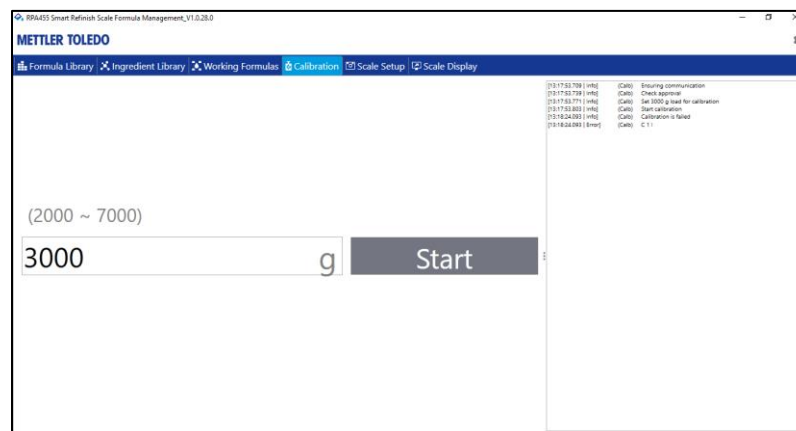 RPA455 Smart Refinish Scale Formula Management_V1.0.28.0
METTLER TOLEDO
Formula Library Ingredient Library Working Formulas Calibration Scale Setup Scale Display
[13:17:53.709 | Info] (Calib) Ensuring communication
[13:17:53.739 | Info] (Calib) Check approval
[13:17:53.771 | Info] (Calib) Set 3000 g load for calibration
[13:17:53.803 | Info] (Calib) Start calibration
[13:18:24.093 | Info] (Calib) Calibration is failed
[13:18:24.093 | Error] (Calib) C 1 I
(2000 ~ 7000)
3000 g Start